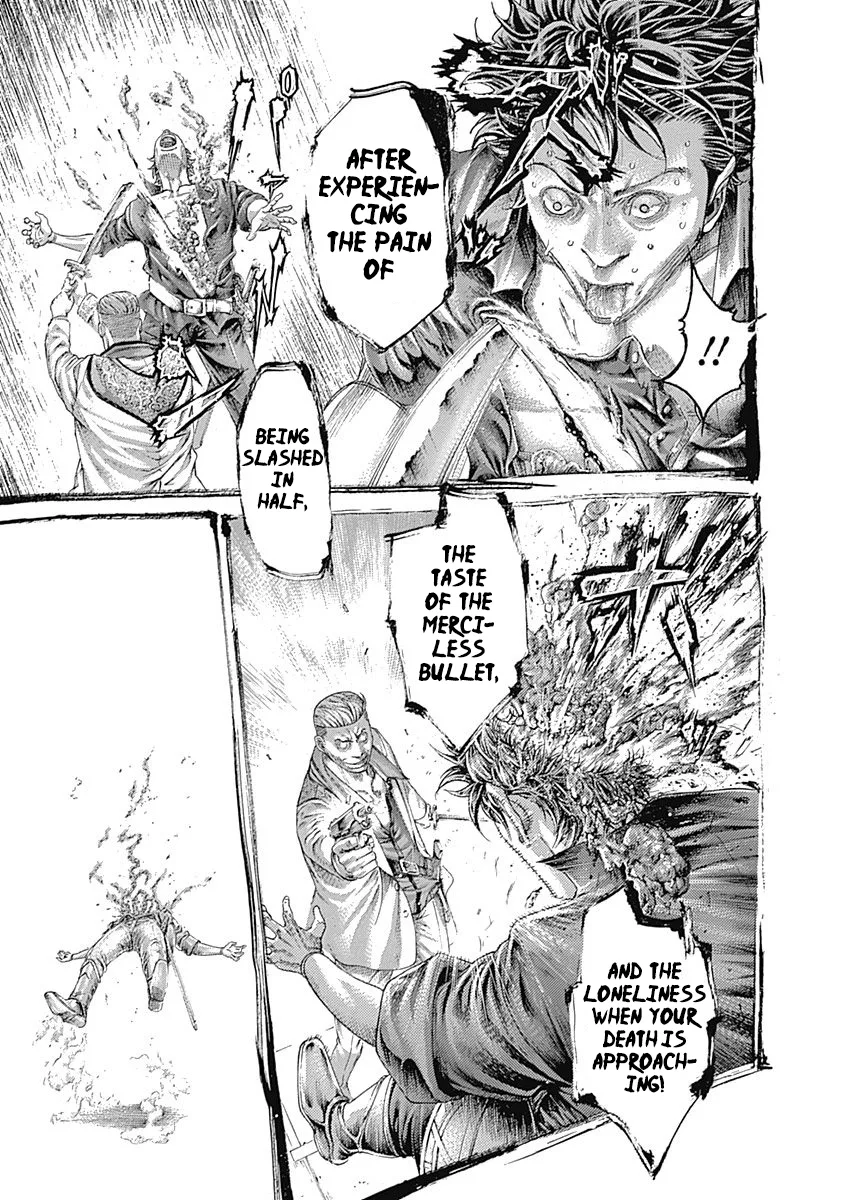 !!
AFTER
EXPERIEN-
CING
THE PAIN
OF
BEING
SLASHED
IN
HALF,
THE
TASTE
OF THE
MERCI-
LESS
BULLET,
AND THE
LONELINESS
WHEN YOUR
DEATH IS
APPROACH-
ING!